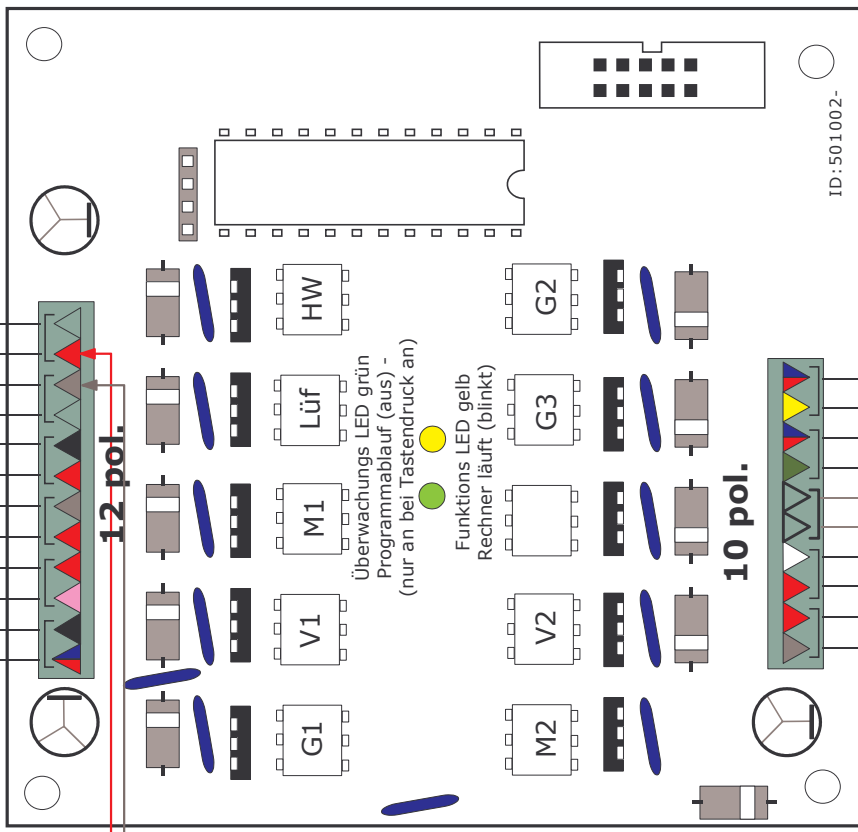 ID:501002-
HW
G2
Lüf
G3
M1
V1
V2
G1
M2
12 pol.
10 pol.
Überwachungs LED grün
Programmablauf (aus) -
(nur an bei Tastendruck an)
Funktions LED gelb
Rechner läuft (blinkt)